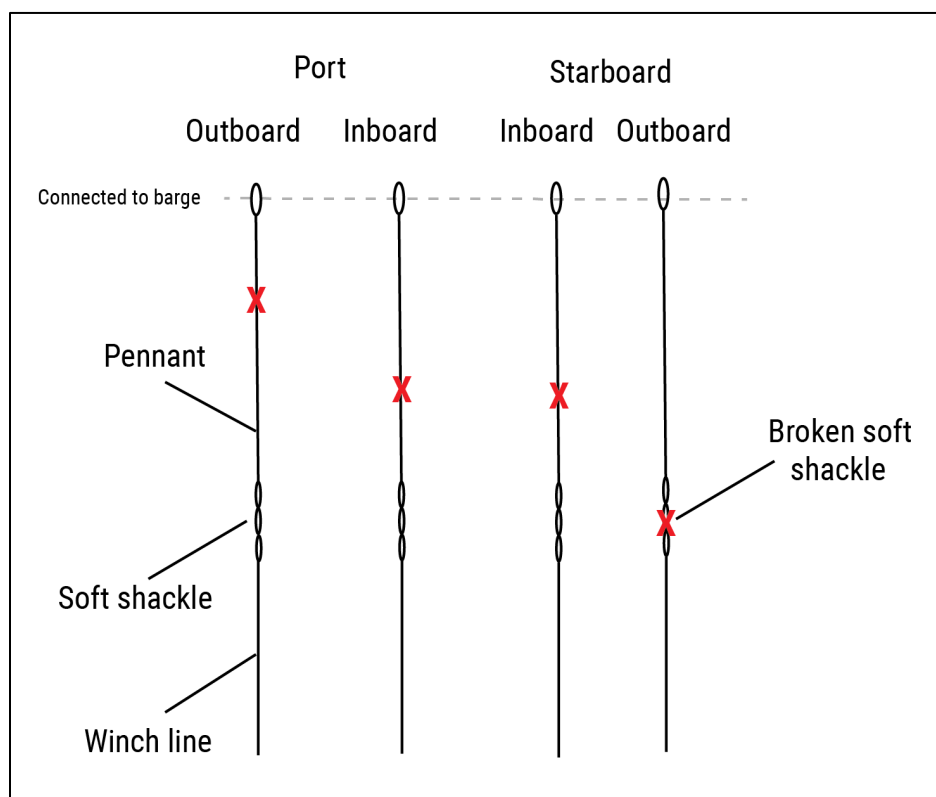 Port
Starboard
Outboard
Inboard
Inboard
Outboard
Connected to barge
X
Pennant
X
X
Broken soft
shackle
X
Soft shackle
Winch line